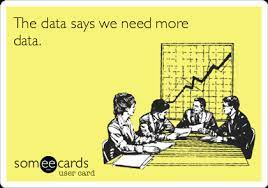 The data says we need more
data.
someecards
user card